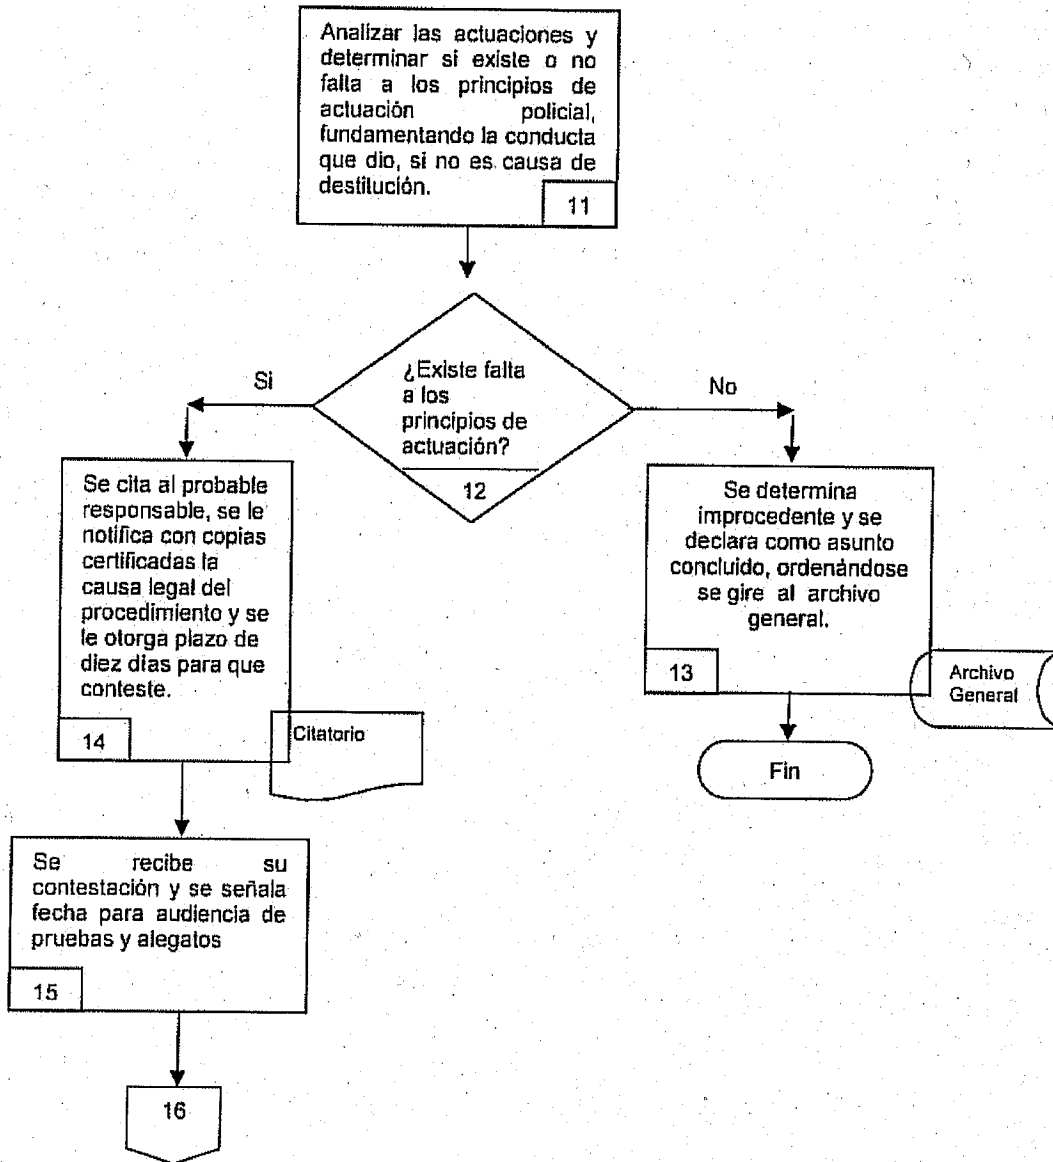 Analizar las actuaciones y
determinar si existe o no
falta a los principios de
actuación policial,
fundamentando la conducta
que dio, si no es causa de
destilución.
11
¿Existe falta
a los
principios de
actuación?
12
Si
No
Se cita al probable
responsable, se le
notifica con copias
certificadas la
causa legal del
procedimiento y se
le otorga plazo de
diez días para que
conteste.
14
Citatorio
Se determina
improcedente y se
declara como asunto
concluido, ordenándose
se gire al archivo
general.
13
Archivo
General
Fin
Se recibe su
contestación y se señala
fecha para audiencia de
pruebas y alegatos
15
16